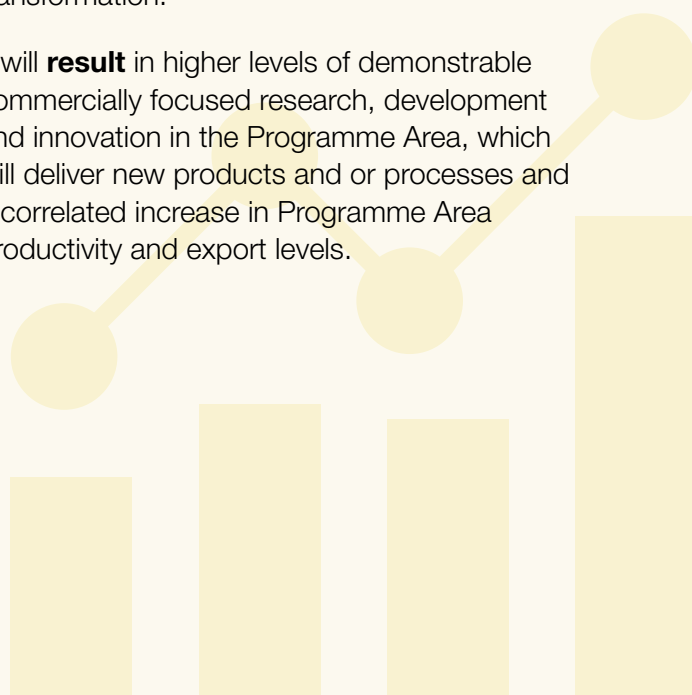 ansformation.
will result in higher levels of demonstrable
ommercially focused research, development
nd innovation in the Programme Area, which
ill deliver new products and or processes and
correlated increase in Programme Area
roductivity and export levels.